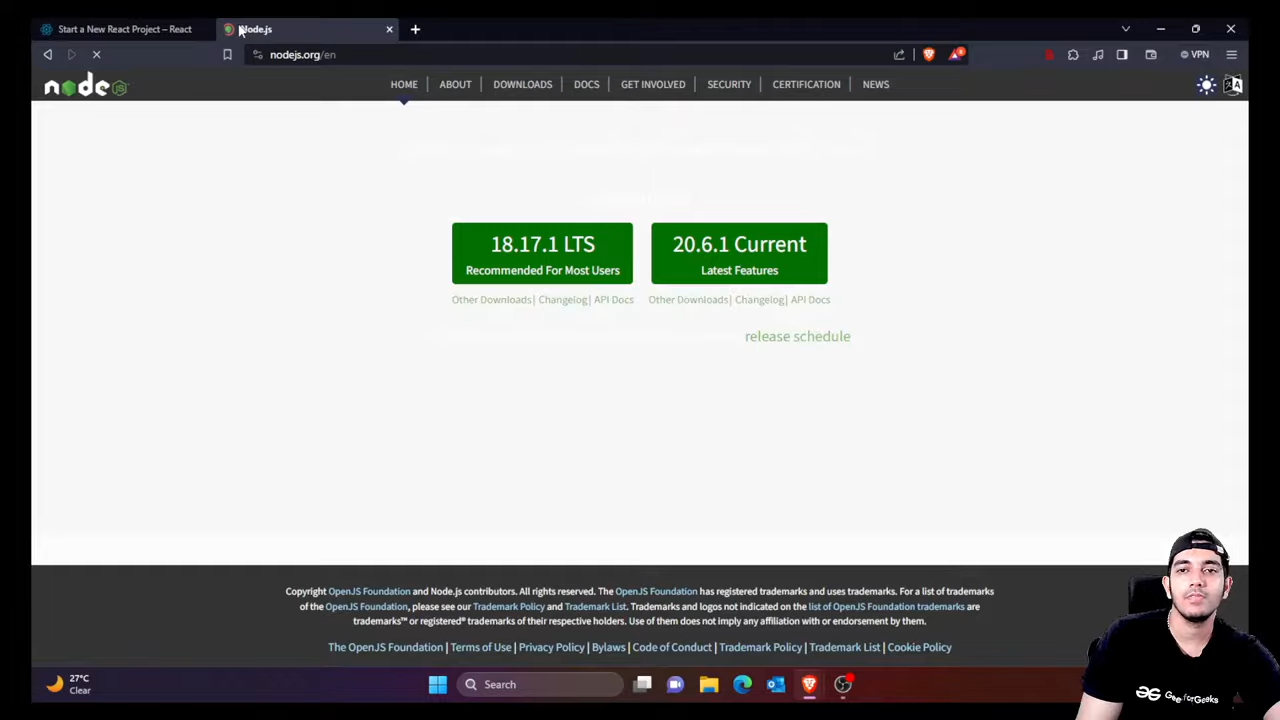 Start a New React Project – React
Node.js
nodejs.org/en
VPN
node JS
HOME | ABOUT | DOWNLOADS | DOCS | GET INVOLVED | SECURITY | CERTIFICATION | NEWS
18.17.1 LTS
Recommended For Most Users
20.6.1 Current
Latest Features
Other Downloads| Changelog| API Docs
Other Downloads| Changelog| API Docs
release schedule
Copyright OpenJS Foundation and Node.js contributors. All rights reserved. The OpenJS Foundation has registered trademarks and uses trademarks. For a list of trademarks
of the OpenJS Foundation, please see our Trademark Policy and Trademark List. Trademarks and logos not indicated on the list of OpenJS Foundation trademarks are
trademarks™ or registered® trademarks of their respective holders. Use of them does not imply any affiliation with or endorsement by them.
The OpenJS Foundation | Terms of Use | Privacy Policy | Bylaws | Code of Conduct | Trademark Policy | Trademark List | Cookie Policy
27°C
Clear
Search
GeeksforGeeks